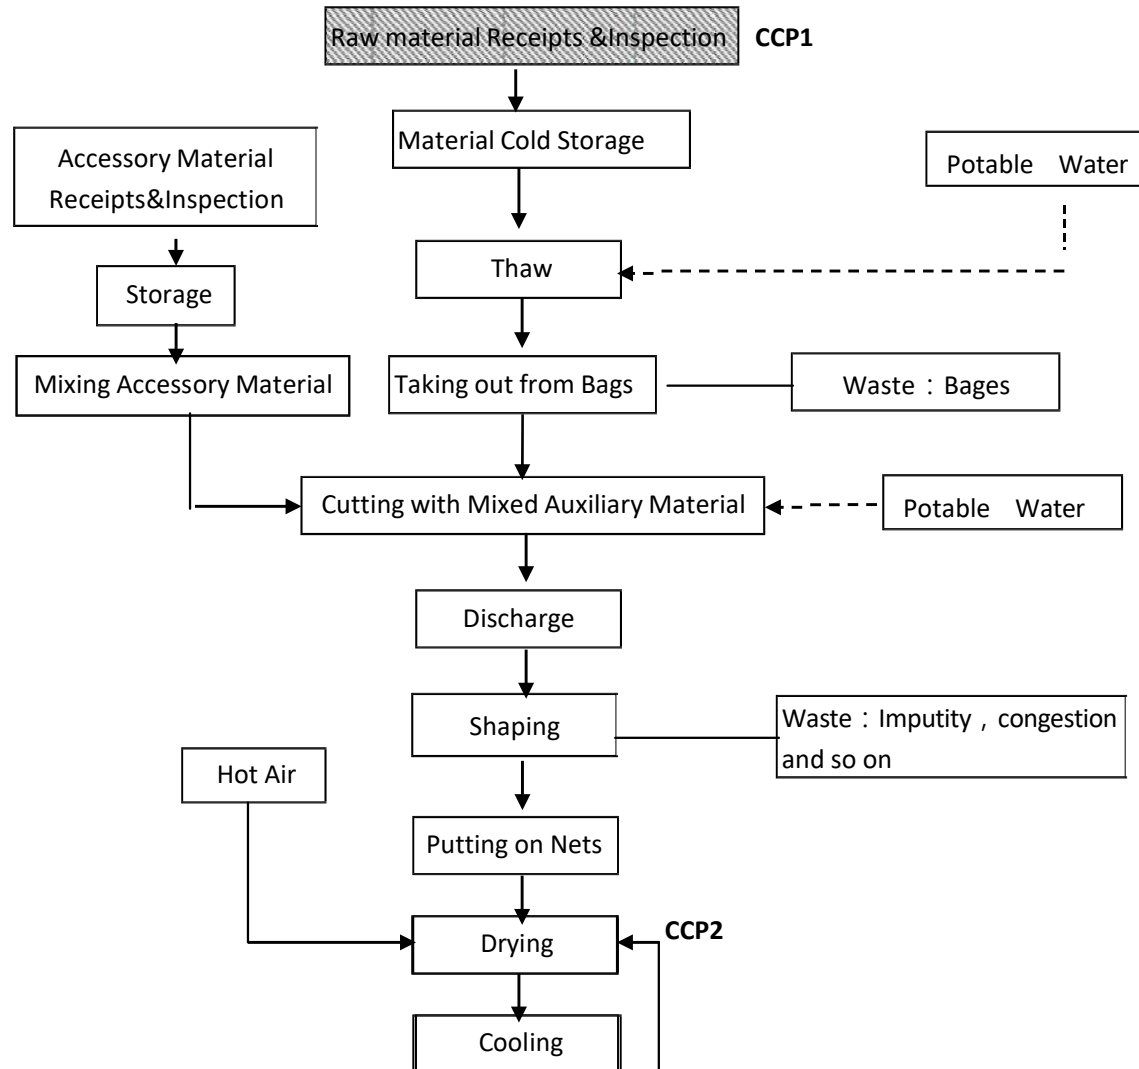 Raw material Receipts &Inspection CCP1
Material Cold Storage
Accessory Material
Receipts&Inspection
Potable Water
Thaw
Storage
Mixing Accessory Material
Taking out from Bags
Waste：Bages
Cutting with Mixed Auxiliary Material
Potable Water
Discharge
Shaping
Waste：Imputity，congestion
and so on
Hot Air
Putting on Nets
Drying
CCP2
Cooling